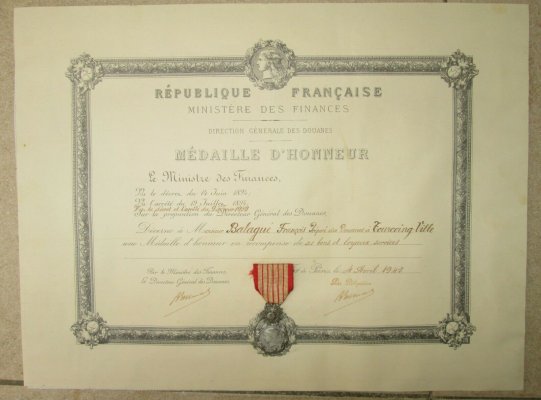 RÉPUBLIQUE FRANÇAISE
MINISTÈRE DES FINANCES
DIRECTION GÉNÉRALE DES DOUANES
MÉDAILLE D'HONNEUR
Le Ministre des Finances,
Vu le décret du 14 Juin 1894;
Vu l'arrêté du 19 Juillet 1894;
Sur la proposition du Directeur Général des Douanes,
Décerne à Monsieur Balagué François Préposé des Douanes à Tourcoing Ville
une Médaille d'honneur en récompense de ses bons et loyaux services
Par le Ministre des Finances
à Paris, le 4 Avril
le Directeur Général des Douanes
Par Délégation